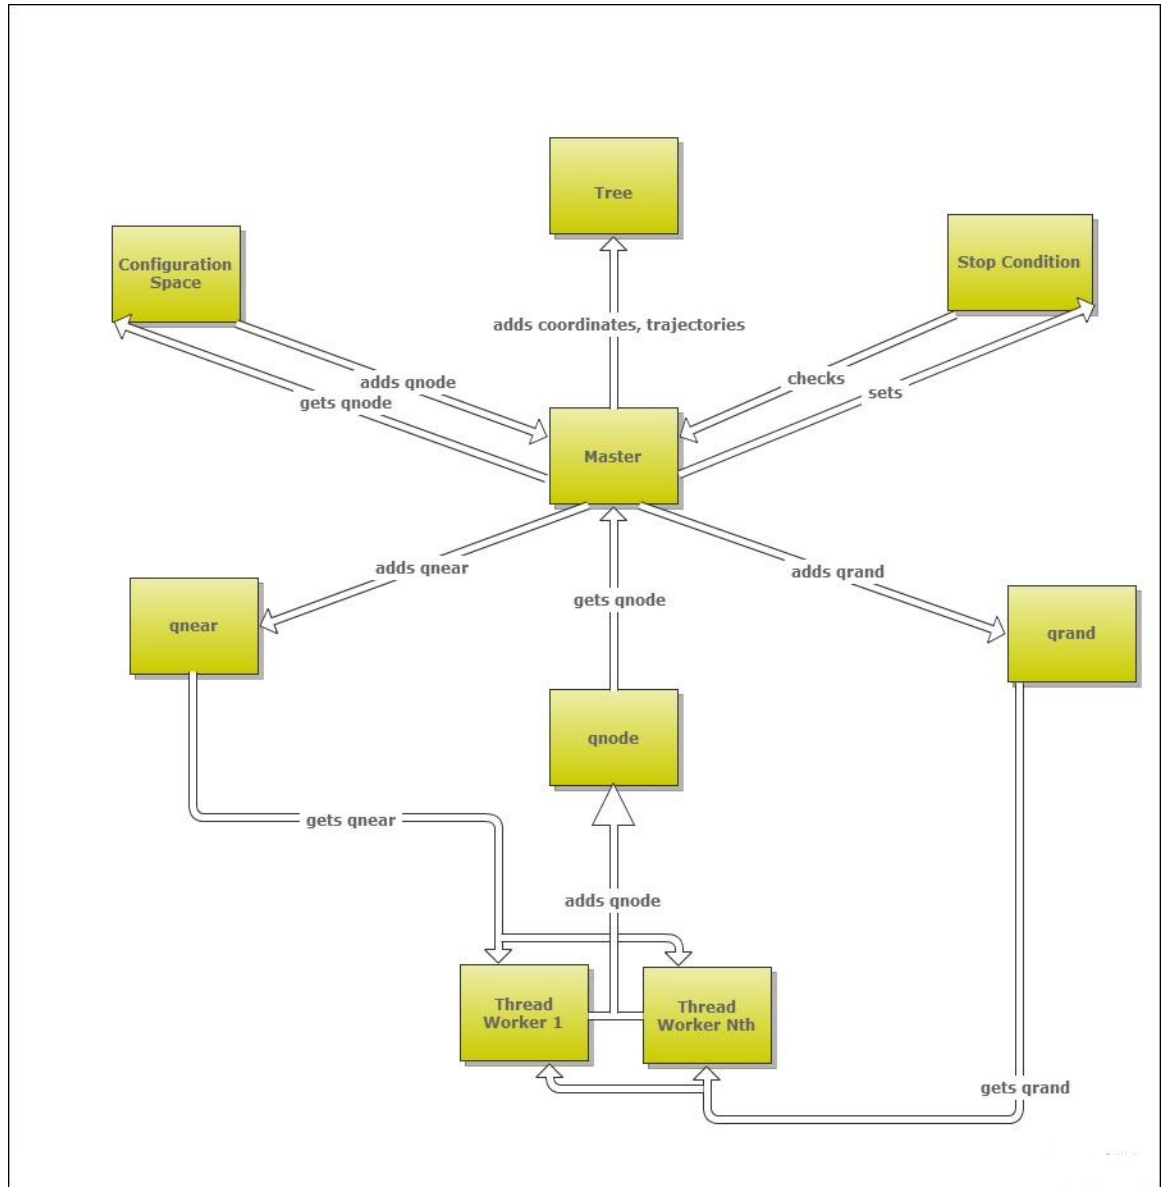 Tree
Configuration
Space
Stop Condition
adds coordinates, trajectories
adds qnode
gets qnode
checks
sets
Master
adds qnear
adds qrand
gets qnode
qnear
qrand
qnode
gets qnear
adds qnode
Thread
Worker 1
Thread
Worker Nth
gets qrand